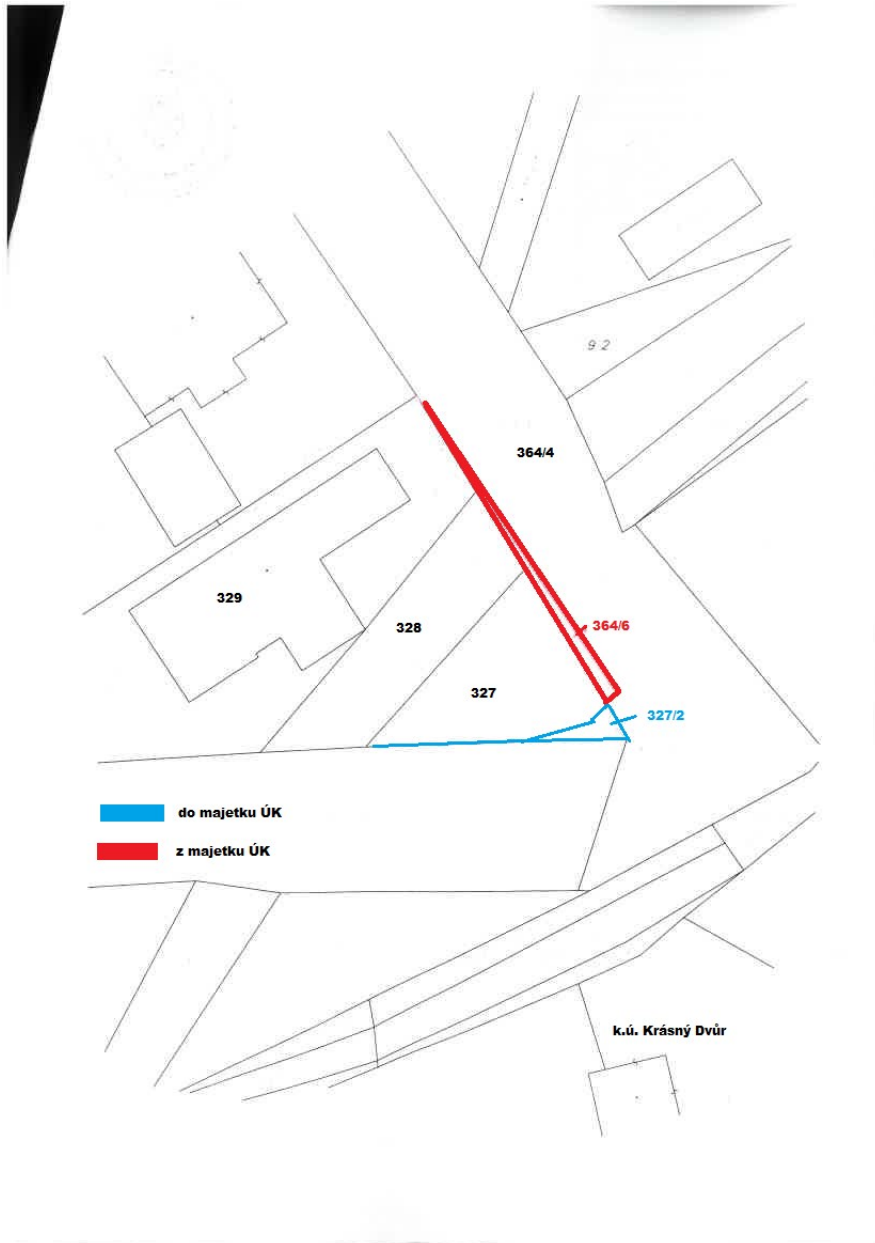 9 2
364/4
329
364/6
328
327
327/2
do majetku ÚK
z majetku ÚK
k.ú. Krásný Dvůr